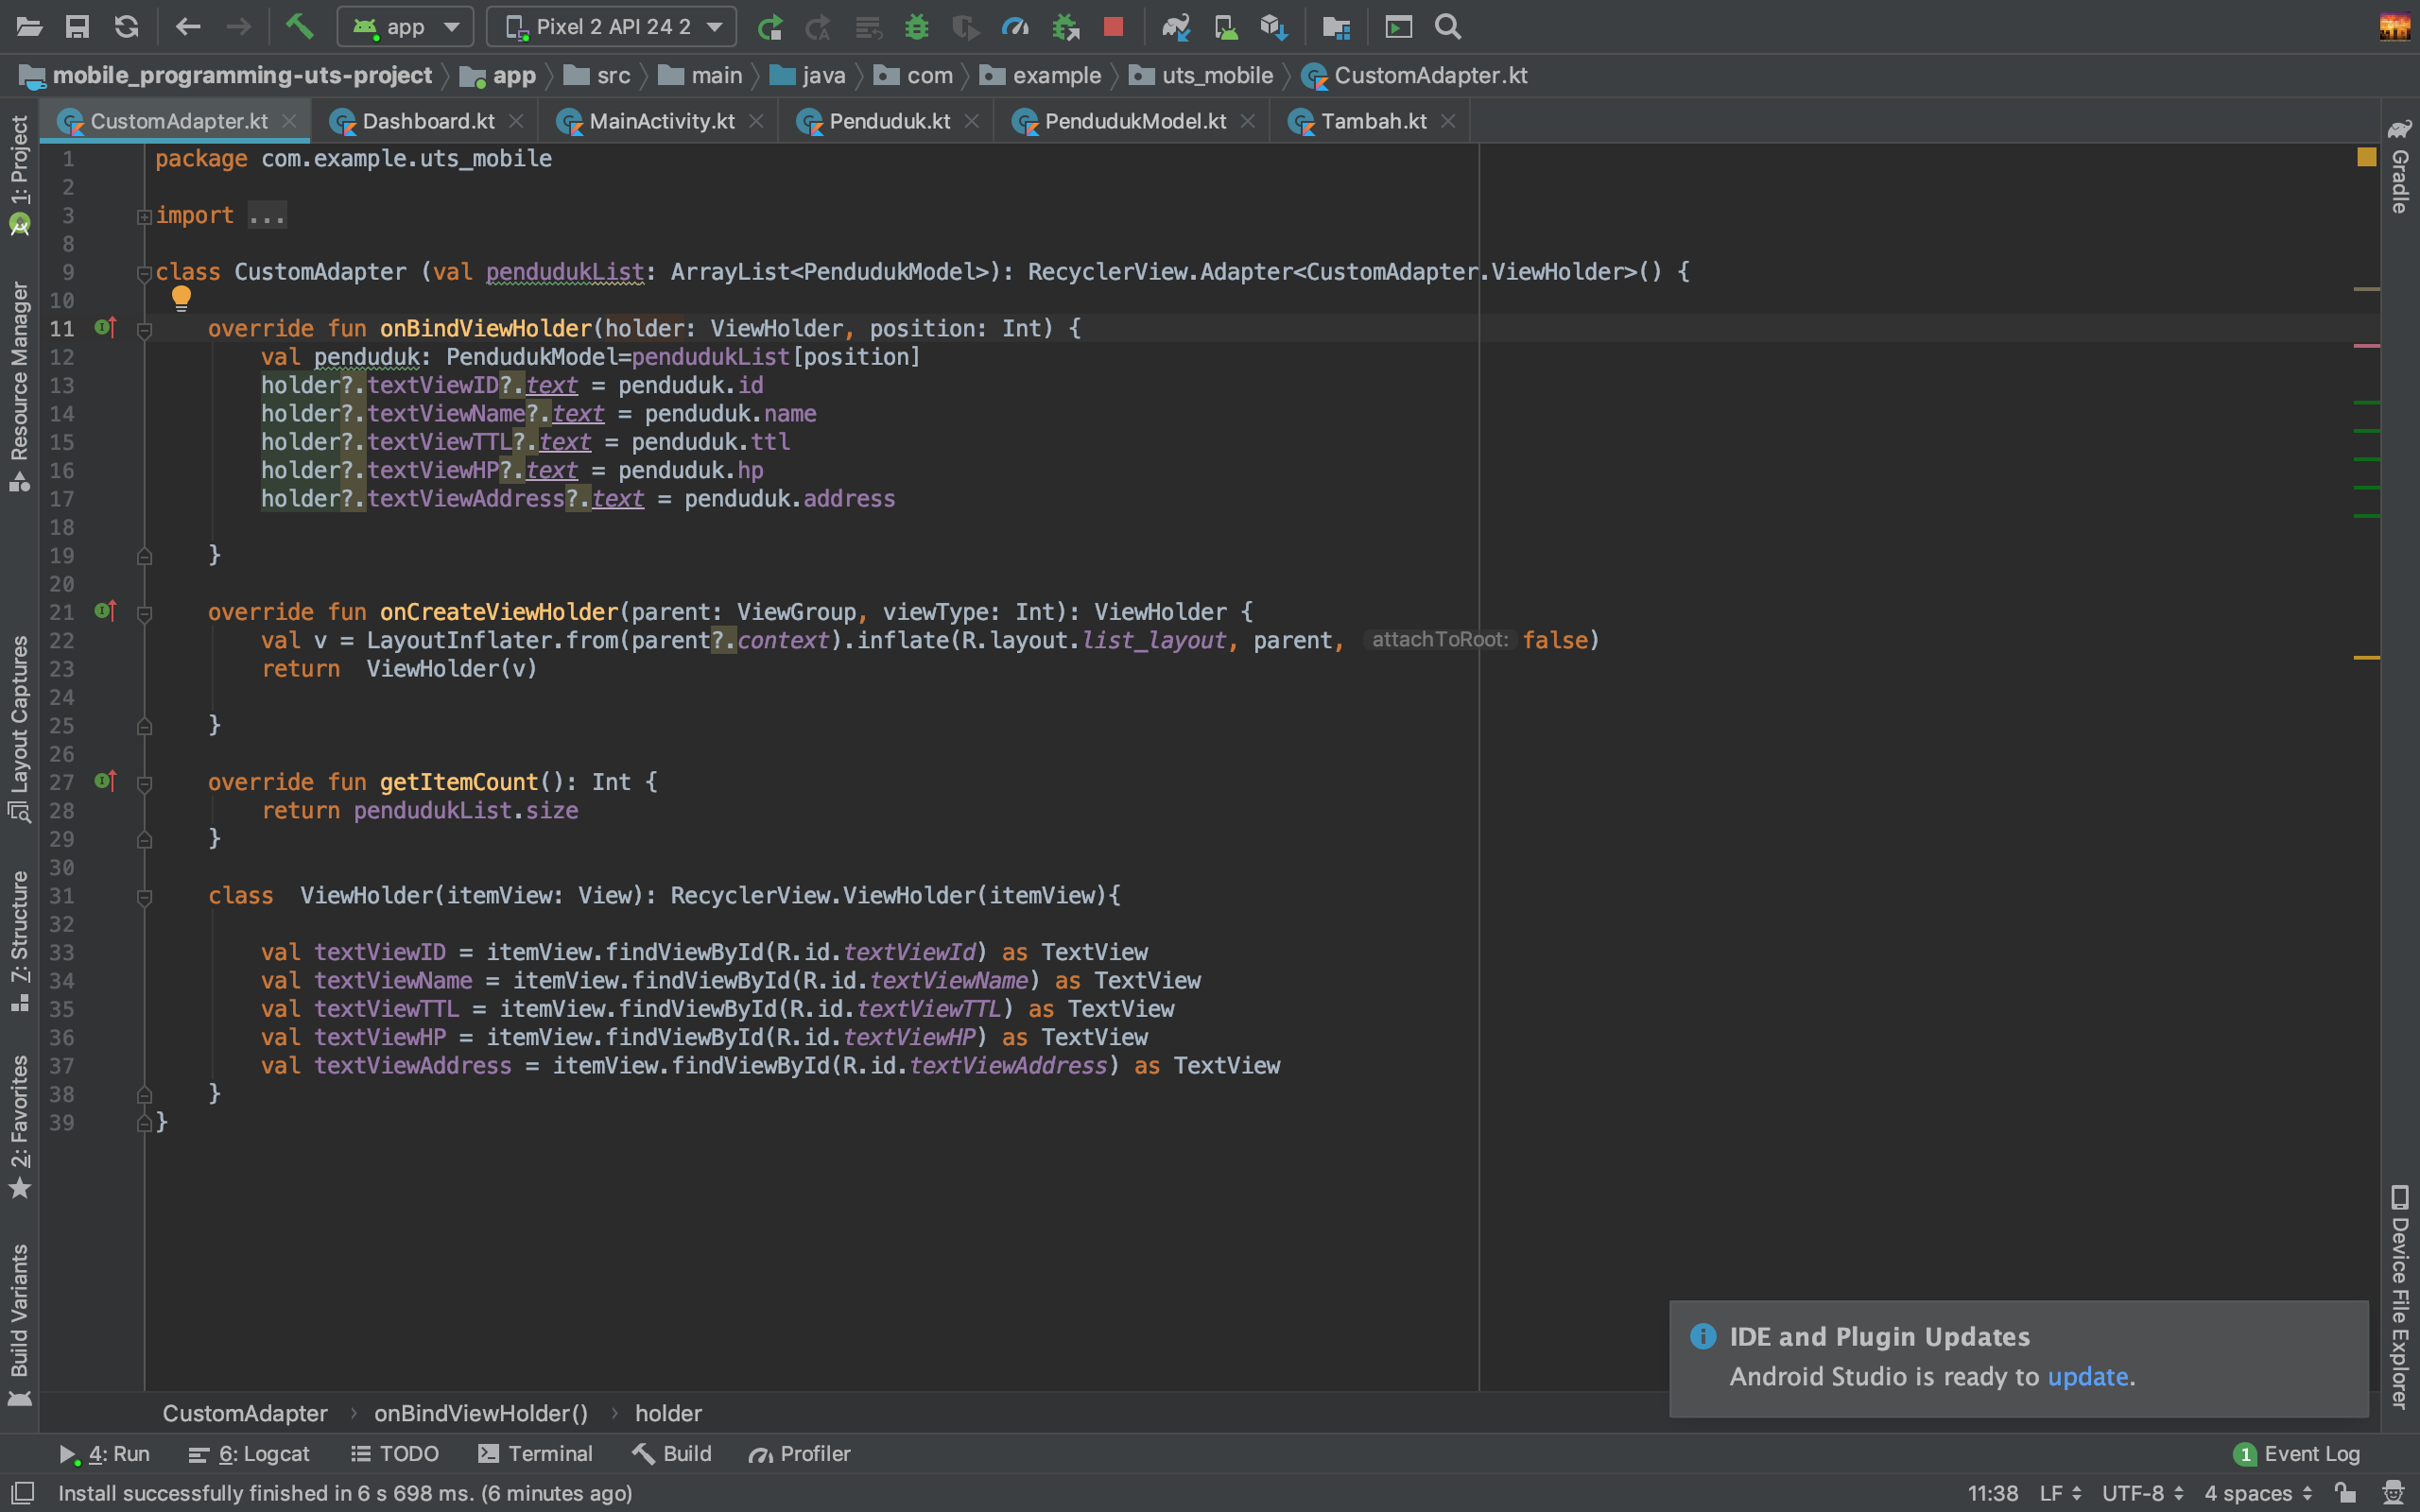 app
Pixel 2 API 24 2
mobile_programming-uts-project
app
src
main
java
com
example
uts_mobile
CustomAdapter.kt
CustomAdapter.kt
Dashboard.kt
MainActivity.kt
Penduduk.kt
PendudukModel.kt
Tambah.kt
1: Project
Resource Manager
Layout Captures
7: Structure
2: Favorites
Build Variants
1 package com.example.uts_mobile
2
3 import ...
8
9 class CustomAdapter (val pendudukList: ArrayList<PendudukModel>): RecyclerView.Adapter<CustomAdapter.ViewHolder>() {
10
11 override fun onBindViewHolder(holder: ViewHolder, position: Int) {
12 val penduduk: PendudukModel=pendudukList[position]
13 holder?.textViewID?.text = penduduk.id
14 holder?.textViewName?.text = penduduk.name
15 holder?.textViewTTL?.text = penduduk.ttl
16 holder?.textViewHP?.text = penduduk.hp
17 holder?.textViewAddress?.text = penduduk.address
18
19 }
20
21 override fun onCreateViewHolder(parent: ViewGroup, viewType: Int): ViewHolder {
22 val v = LayoutInflater.from(parent?.context).inflate(R.layout.list_layout, parent, attachToRoot: false)
23 return ViewHolder(v)
24
25 }
26
27 override fun getItemCount(): Int {
28 return pendudukList.size
29 }
30
31 class ViewHolder(itemView: View): RecyclerView.ViewHolder(itemView){
32
33 val textViewID = itemView.findViewById(R.id.textViewId) as TextView
34 val textViewName = itemView.findViewById(R.id.textViewName) as TextView
35 val textViewTTL = itemView.findViewById(R.id.textViewTTL) as TextView
36 val textViewHP = itemView.findViewById(R.id.textViewHP) as TextView
37 val textViewAddress = itemView.findViewById(R.id.textViewAddress) as TextView
38 }
39 }
Gradle
Device File Explorer
IDE and Plugin Updates
Android Studio is ready to update.
CustomAdapter
onBindViewHolder()
holder
4: Run
6: Logcat
TODO
Terminal
Build
Profiler
1 Event Log
Install successfully finished in 6 s 698 ms. (6 minutes ago)
11:38
LF
UTF-8
4 spaces